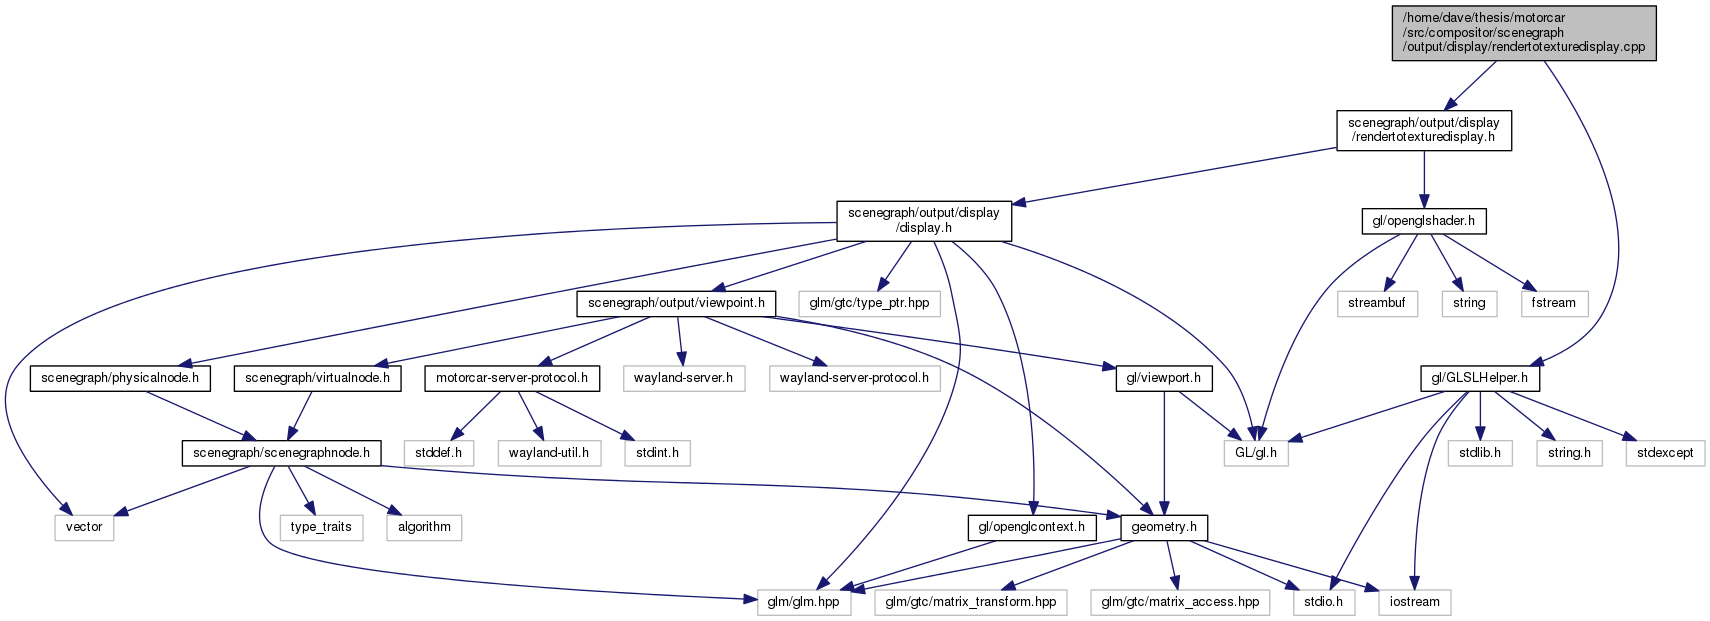 /home/dave/thesis/motorcar
/src/compositor/scenegraph
/output/display/rendertotexturedisplay.cpp
scenegraph/output/display
/rendertotexturedisplay.h
scenegraph/output/display
/display.h
gl/openglshader.h
scenegraph/output/viewpoint.h
glm/gtc/type_ptr.hpp
streambuf
string
fstream
scenegraph/physicalnode.h
scenegraph/virtualnode.h
motorcar-server-protocol.h
wayland-server.h
wayland-server-protocol.h
gl/viewport.h
gl/GLSLHelper.h
scenegraph/scenegraphnode.h
stddef.h
wayland-util.h
stdint.h
GL/gl.h
stdlib.h
string.h
stdexcept
vector
type_traits
algorithm
gl/openglcontext.h
geometry.h
glm/glm.hpp
glm/gtc/matrix_transform.hpp
glm/gtc/matrix_access.hpp
stdio.h
iostream